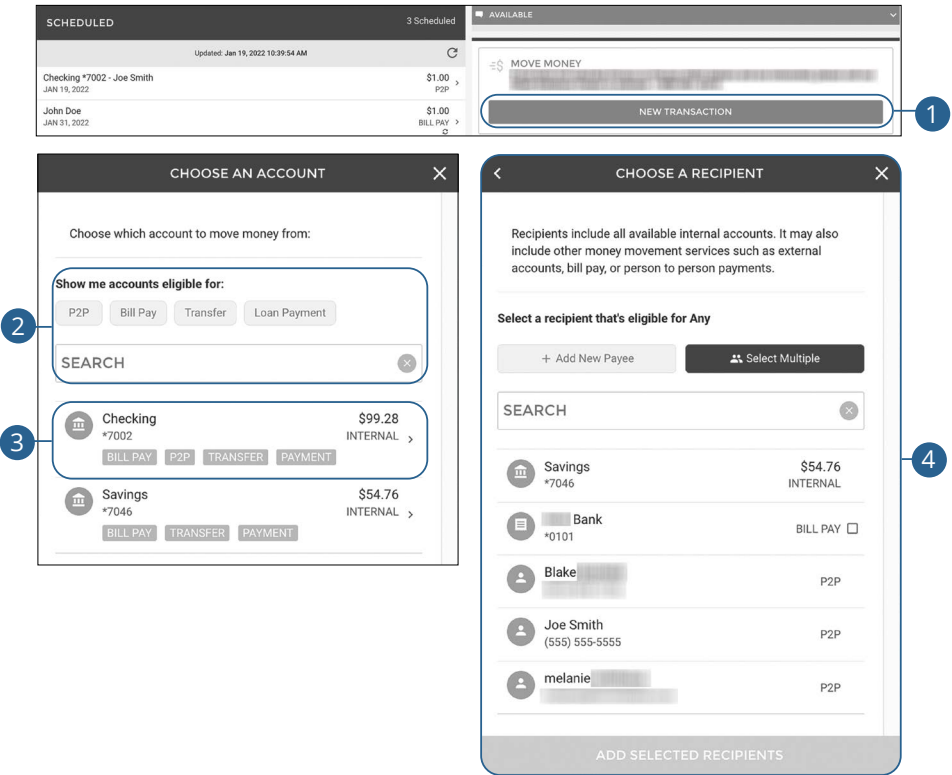 SCHEDULED
3 Scheduled
Updated: Jan 19, 2022 10:39:54 AM
Checking *7002 - Joe Smith
$1.00
JAN 19, 2022
P2P
John Doe
$1.00
JAN 31, 2022
BILL PAY
AVAILABLE
MOVE MONEY
NEW TRANSACTION
1
CHOOSE AN ACCOUNT
Choose which account to move money from:
Show me accounts eligible for:
P2P
Bill Pay
Transfer
Loan Payment
2
SEARCH
3
Checking
$99.28
*7002
INTERNAL
BILL PAY
P2P
TRANSFER
PAYMENT
Savings
$54.76
*7046
INTERNAL
BILL PAY
TRANSFER
PAYMENT
CHOOSE A RECIPIENT
Recipients include all available internal accounts. It may also
include other money movement services such as external
accounts, bill pay, or person to person payments.
Select a recipient that's eligible for Any
+ Add New Payee
Select Multiple
SEARCH
4
Savings
$54.76
*7046
INTERNAL
Bank
*0101
BILL PAY
Blake
P2P
Joe Smith
(555) 555-5555
P2P
melanie
P2P
ADD SELECTED RECIPIENTS